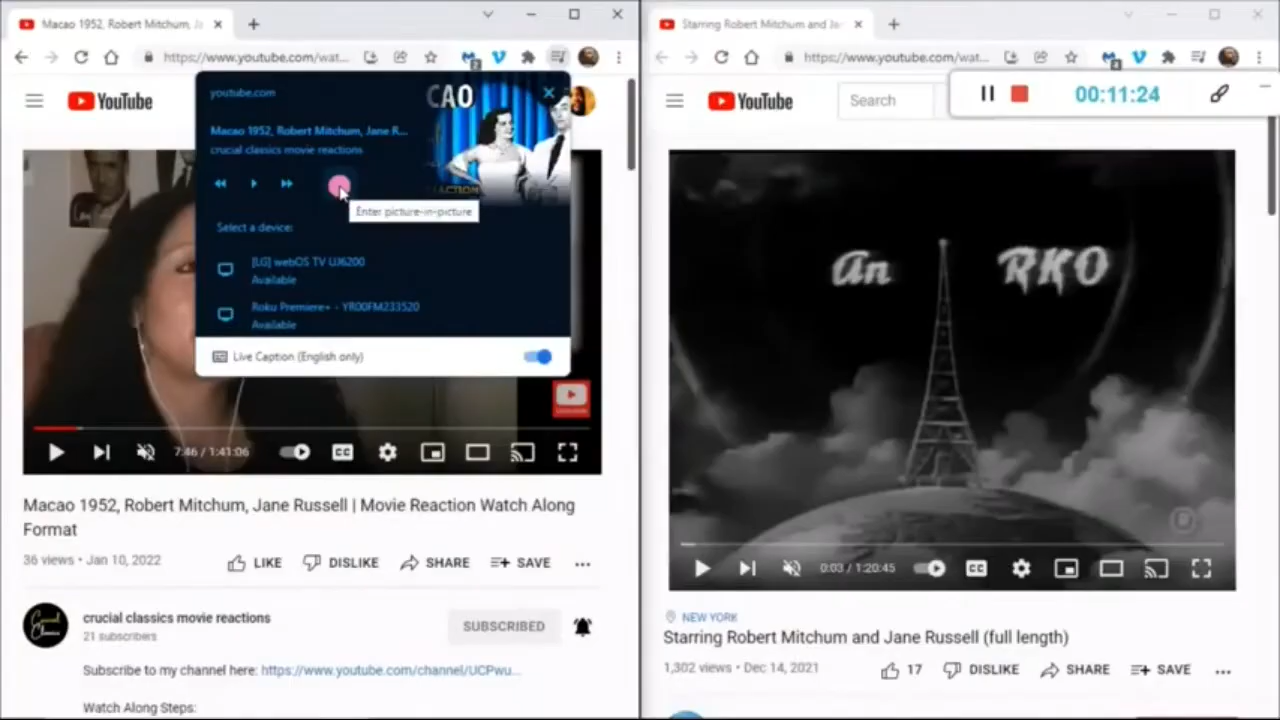 Macao 1952, Robert Mitchum, J
https://www.youtube.com/wat...
2
YouTube
youtube.com
Macao 1952, Robert Mitchum, Jane R...
crucial classics movie reactions
CAO
REACTION
Enter picture-in-picture
Select a device:
[LG] webOS TV UJ6200
Available
Roku Premiere+ - YR00FM233520
Available
Live Caption (English only)
7:46 / 1:41:06
CC
Macao 1952, Robert Mitchum, Jane Russell | Movie Reaction Watch Along
Format
36 views • Jan 10, 2022
LIKE
DISLIKE
SHARE
SAVE
crucial classics movie reactions
21 subscribers
SUBSCRIBED
Subscribe to my channel here: https://www.youtube.com/channel/UCPwu...
Watch Along Steps:
Starring Robert Mitchum and Ja
https://www.youtube.com/wat...
2
YouTube
Search
00:11:24
An RKO
0:03 / 1:20:45
CC
NEW YORK
Starring Robert Mitchum and Jane Russell (full length)
1,302 views • Dec 14, 2021
17
DISLIKE
SHARE
SAVE